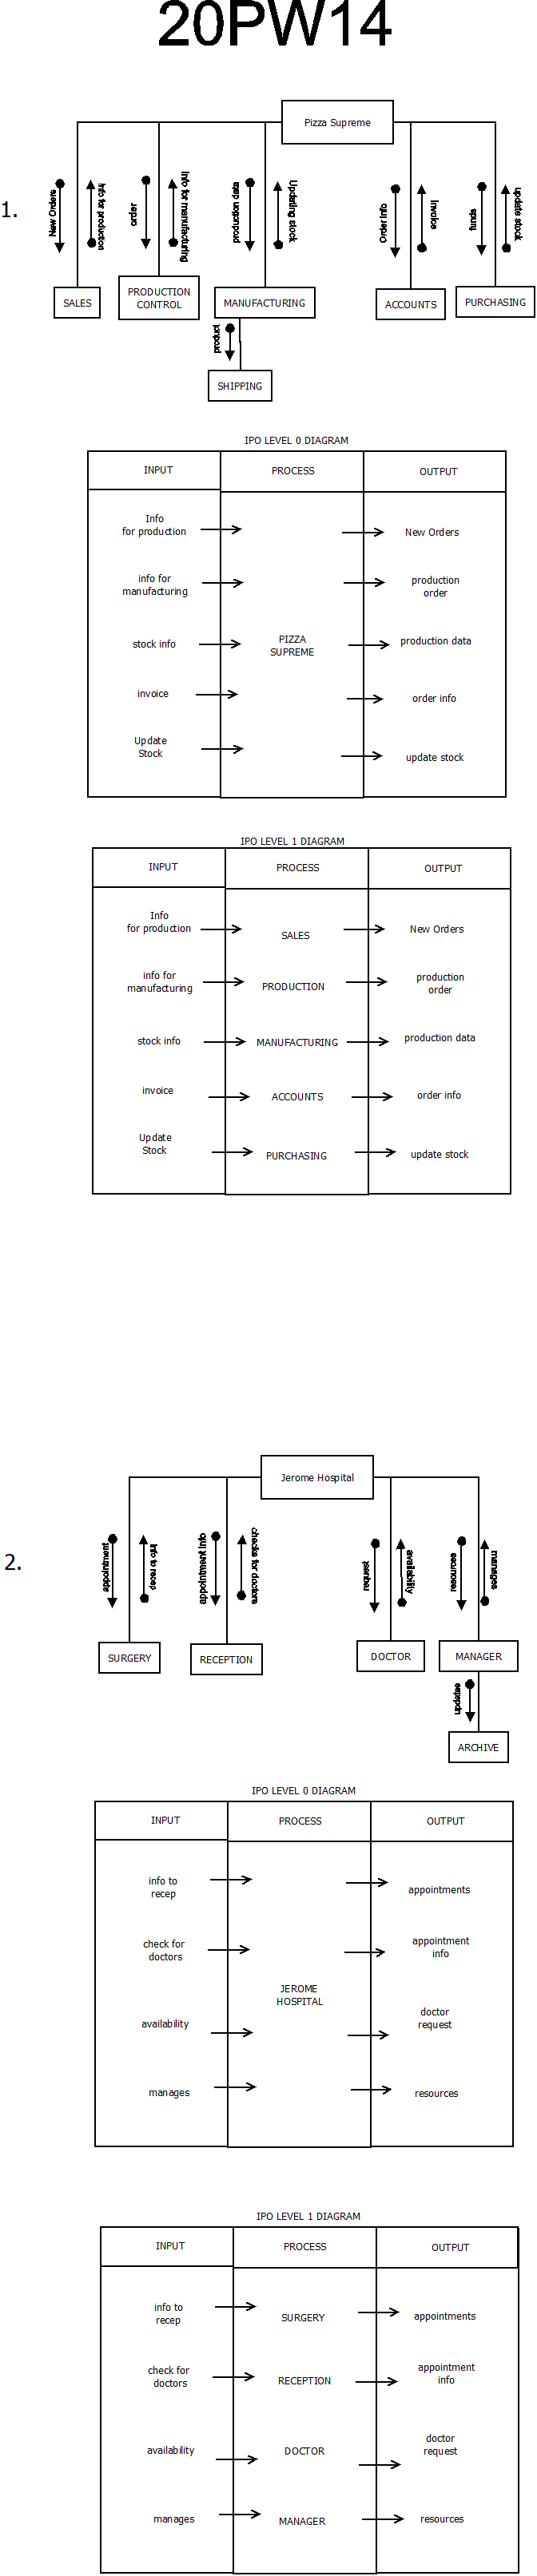 20PW14
Pizza Supreme
1.
New Orders
info for production
order
info for manufacturing
production data
Updating stock
Order info
Invoice
funds
update stock
SALES
PRODUCTION
CONTROL
MANUFACTURING
ACCOUNTS
PURCHASING
product
SHIPPING
IPO LEVEL 0 DIAGRAM
INPUT
PROCESS
OUTPUT
Info
for production
New Orders
info for
manufacturing
production
order
stock info
PIZZA
SUPREME
production data
invoice
order info
Update
Stock
update stock
IPO LEVEL 1 DIAGRAM
INPUT
PROCESS
OUTPUT
Info
for production
SALES
New Orders
info for
manufacturing
PRODUCTION
production
order
stock info
MANUFACTURING
production data
invoice
ACCOUNTS
order info
Update
Stock
PURCHASING
update stock
Jerome Hospital
2.
appointment
info to recep
appointment info
checks for doctors
request
availability
resources
manages
SURGERY
RECEPTION
DOCTOR
MANAGER
updates
ARCHIVE
IPO LEVEL 0 DIAGRAM
INPUT
PROCESS
OUTPUT
info to
recep
appointments
check for
doctors
appointment
info
JEROME
HOSPITAL
availability
doctor
request
manages
resources
IPO LEVEL 1 DIAGRAM
INPUT
PROCESS
OUTPUT
info to
recep
SURGERY
appointments
check for
doctors
RECEPTION
appointment
info
availability
DOCTOR
doctor
request
manages
MANAGER
resources